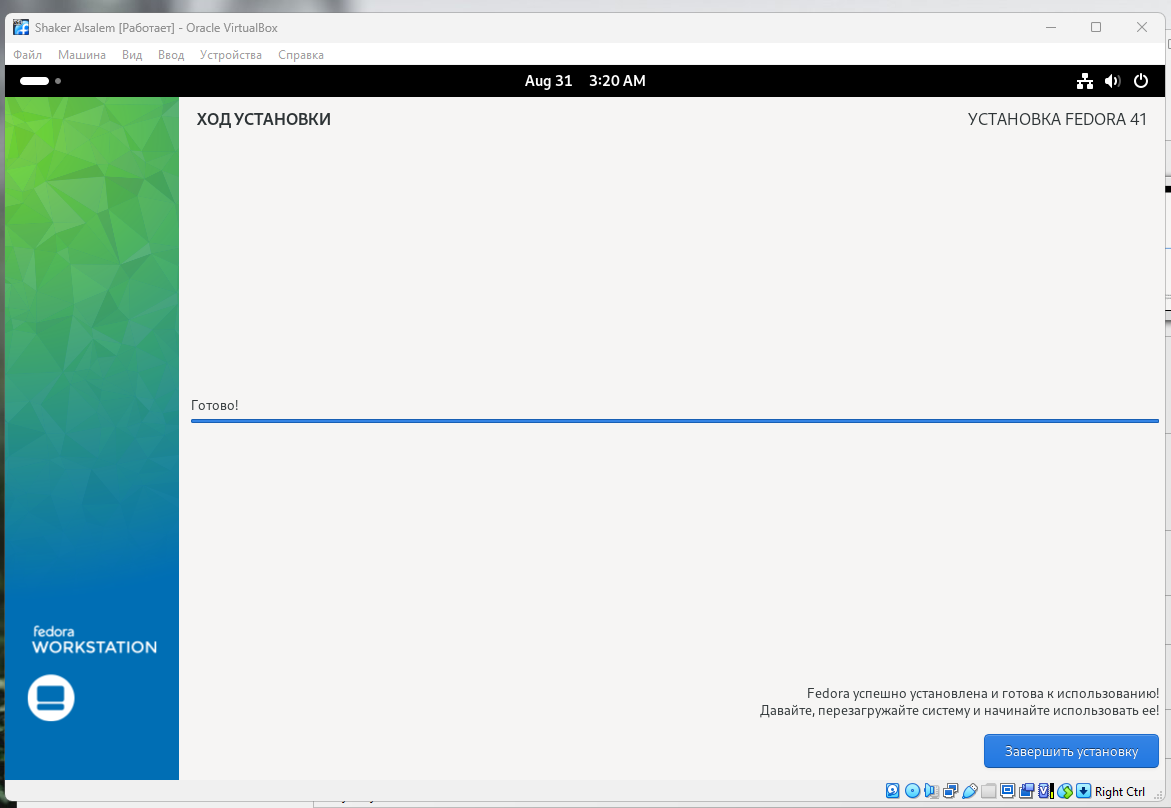 Shaker Alsalem [Работает] - Oracle VirtualBox
Файл Машина Вид Ввод Устройства Справка
Aug 31 3:20 AM
ХОД УСТАНОВКИ
УСТАНОВКА FEDORA 41
Готово!
fedora
WORKSTATION
Fedora успешно установлена и готова к использованию!
Давайте, перезагружайте систему и начинайте использовать ее!
Завершить установку
Right Ctrl